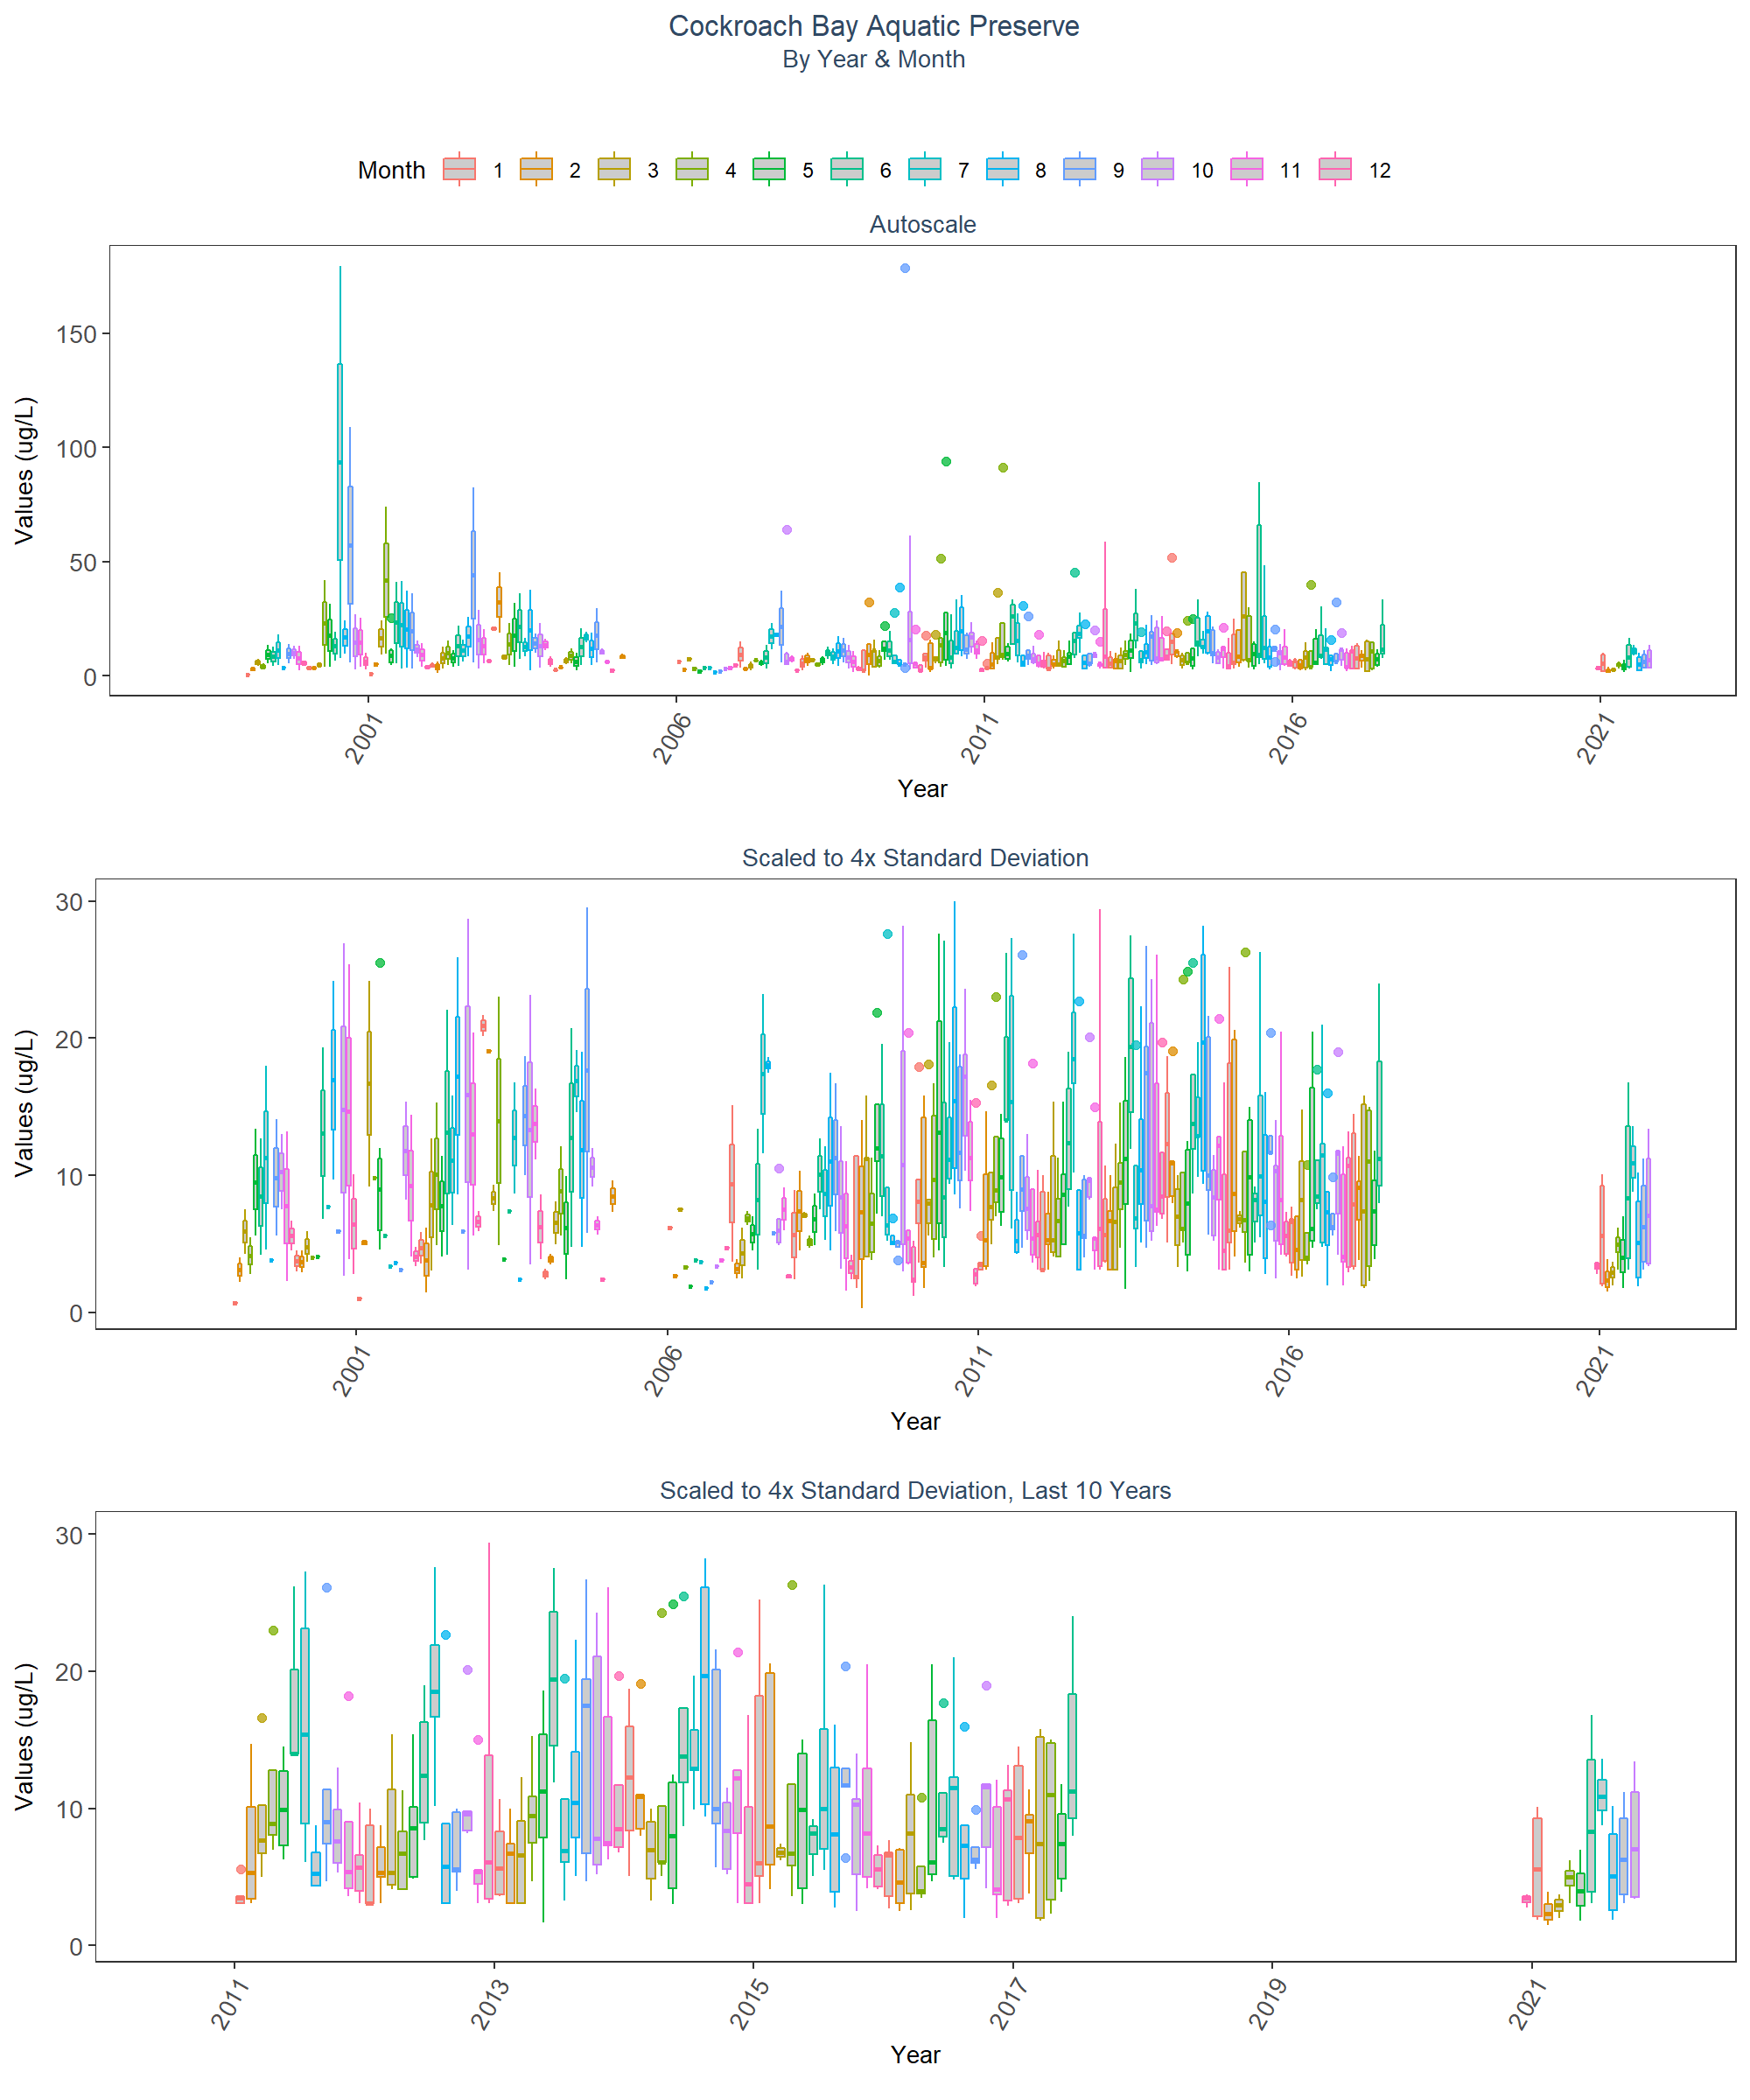 Cockroach Bay Aquatic Preserve
By Year & Month
Month 1 2 3 4 5 6 7 8 9 10 11 12
Autoscale
Values (ug/L)
150
100
50
0
2001 2006 2011 2016 2021
Year
Scaled to 4x Standard Deviation
Values (ug/L)
30
20
10
0
2001 2006 2011 2016 2021
Year
Scaled to 4x Standard Deviation, Last 10 Years
Values (ug/L)
30
20
10
0
2011 2013 2015 2017 2019 2021
Year